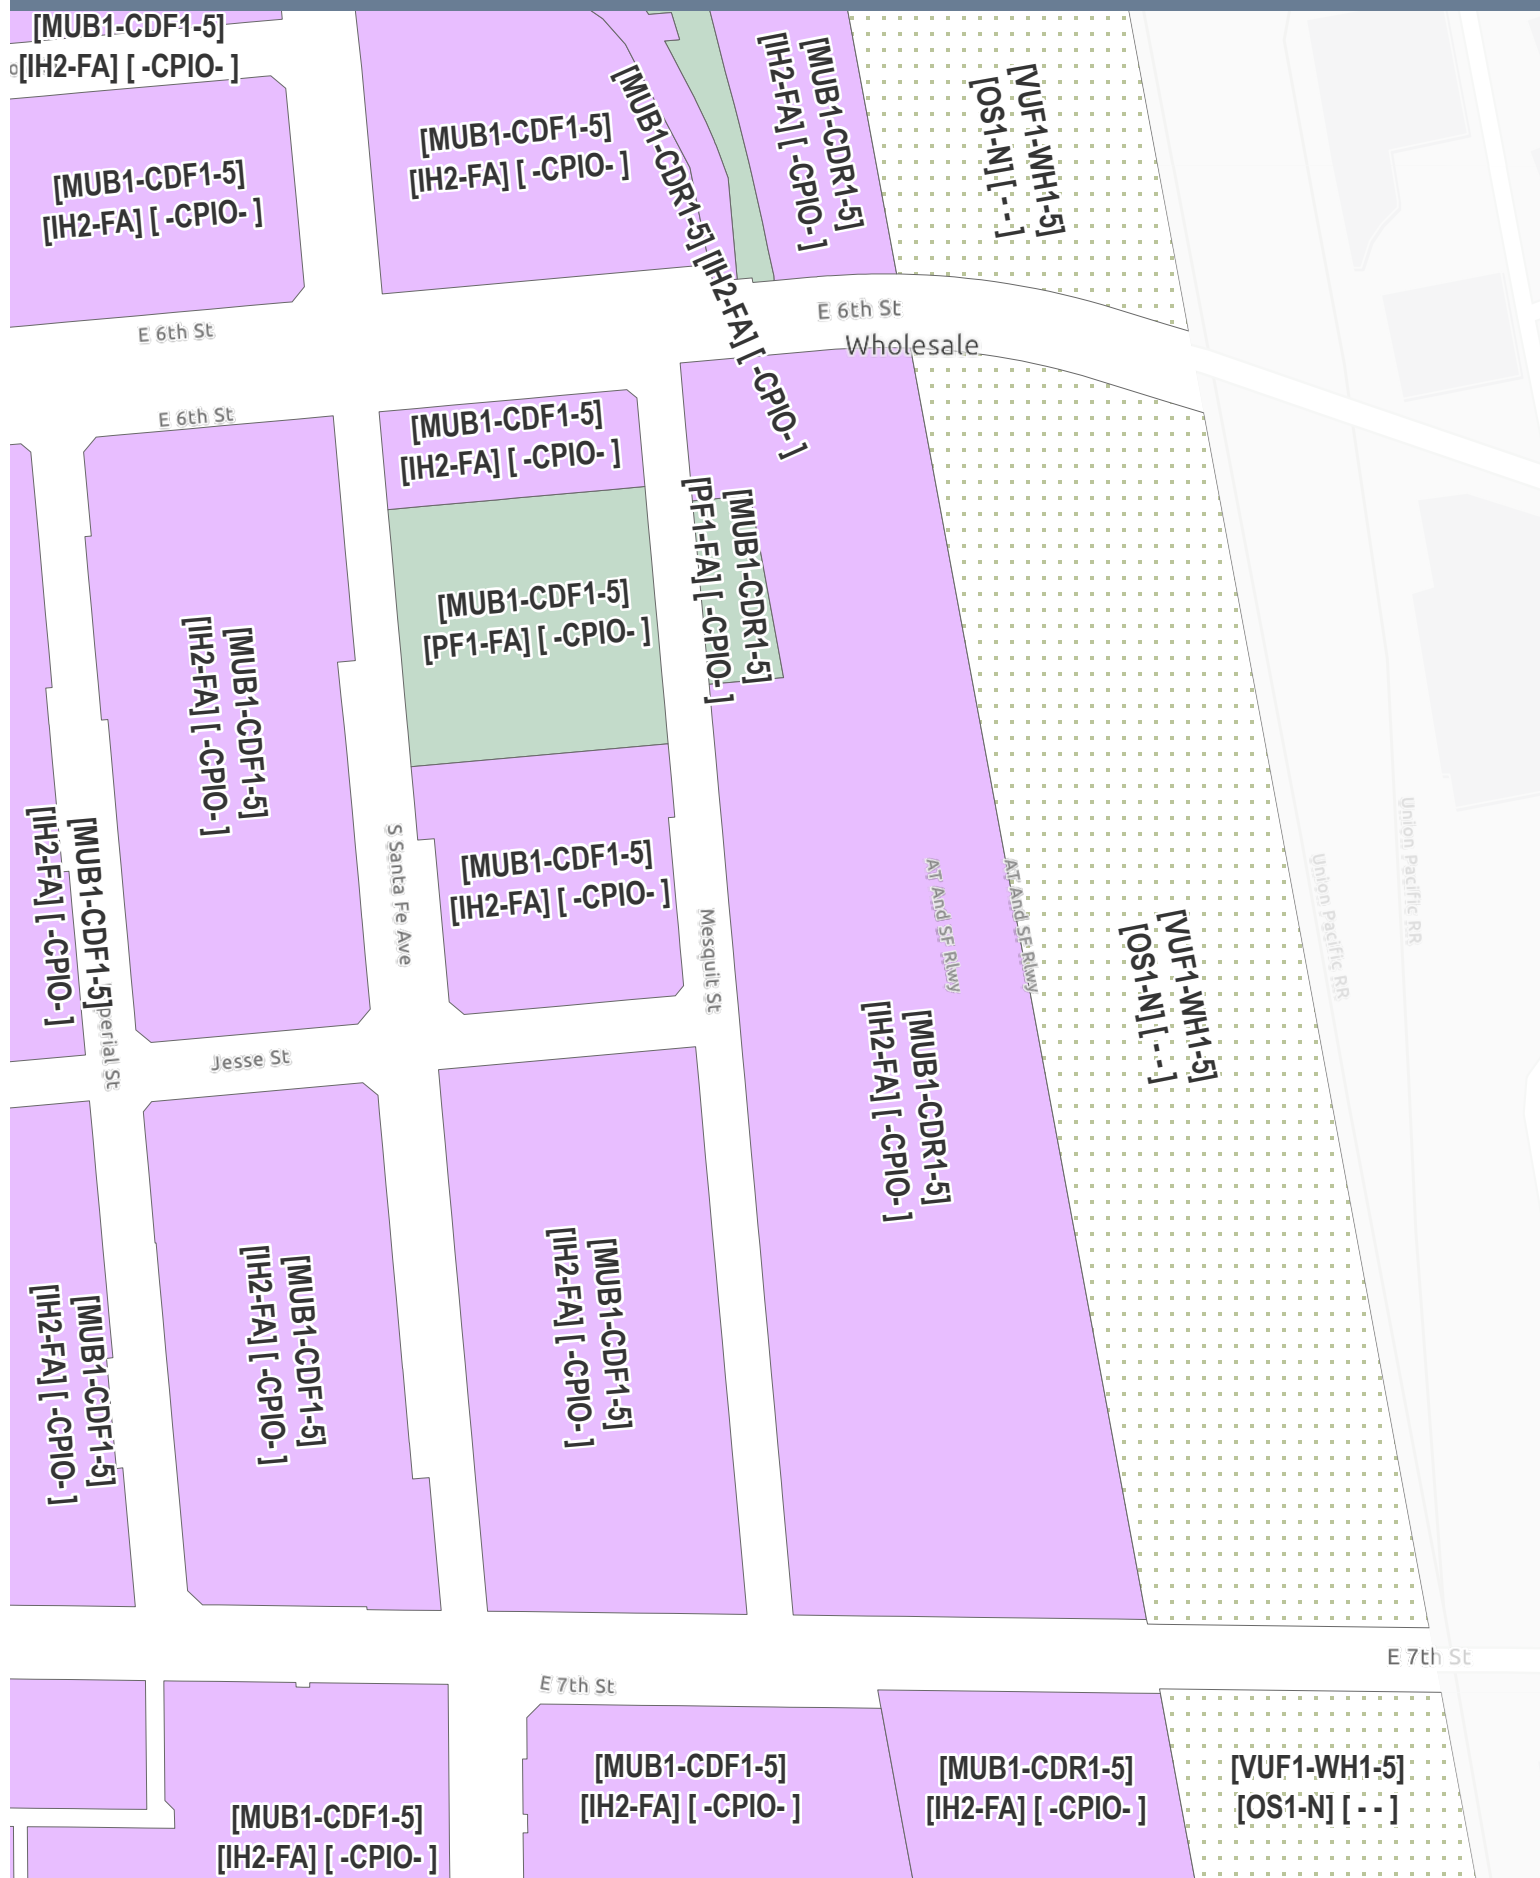 [MUB1-CDF1-5]
[IH2-FA] [ -CPIO- ]
[MUB1-CDF1-5]
[IH2-FA] [ -CPIO- ]
[MUB1-CDF1-5]
[IH2-FA] [ -CPIO- ]
[MUB1-CDR1-5] [IH2-FA] [ -CPIO- ]
[MUB1-CDR1-5]
[IH2-FA] [ -CPIO- ]
[VUF1-WH1-5]
[OS1-N] [ - - ]
E 6th St
E 6th St
Wholesale
E 6th St
[MUB1-CDF1-5]
[IH2-FA] [ -CPIO- ]
[MUB1-CDR1-5]
[PF1-FA] [ -CPIO- ]
[MUB1-CDF1-5]
[PF1-FA] [ -CPIO- ]
[MUB1-CDF1-5]
[IH2-FA] [ -CPIO- ]
[MUB1-CDF1-5]
[IH2-FA] [ -CPIO- ]
perial St
S Santa Fe Ave
[MUB1-CDF1-5]
[IH2-FA] [ -CPIO- ]
Mesquit St
AT And SF Rlwy
AT And SF Rlwy
Union Pacific RR
Union Pacific RR
[VUF1-WH1-5]
[OS1-N] [ - - ]
[MUB1-CDR1-5]
[IH2-FA] [ -CPIO- ]
Jesse St
[MUB1-CDF1-5]
[IH2-FA] [ -CPIO- ]
[MUB1-CDF1-5]
[IH2-FA] [ -CPIO- ]
[MUB1-CDF1-5]
[IH2-FA] [ -CPIO- ]
E 7th St
E 7th St
[MUB1-CDF1-5]
[IH2-FA] [ -CPIO- ]
[MUB1-CDF1-5]
[IH2-FA] [ -CPIO- ]
[MUB1-CDR1-5]
[IH2-FA] [ -CPIO- ]
[VUF1-WH1-5]
[OS1-N] [ - - ]